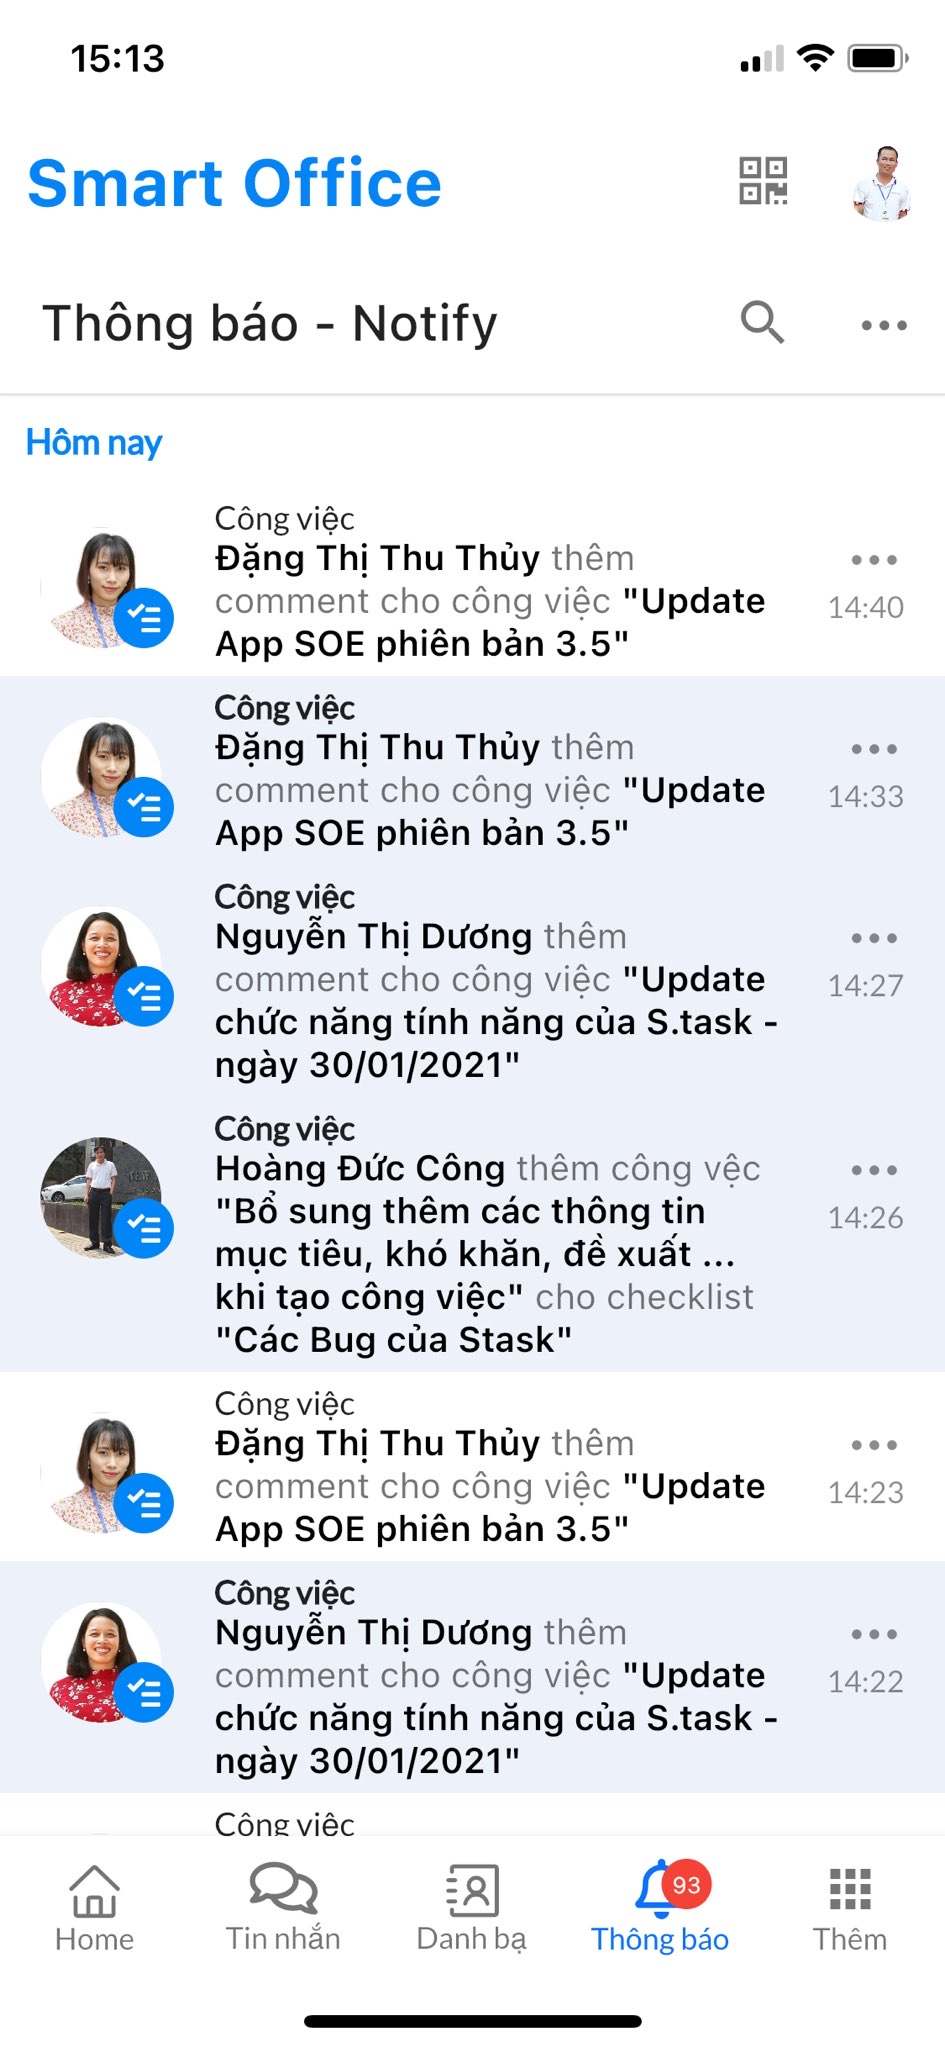 15:13
Smart Office
Thông báo - Notify
Hôm nay
Công việc
Đặng Thị Thu Thủy thêm
comment cho công việc "Update
App SOE phiên bản 3.5"
14:40
Công việc
Đặng Thị Thu Thủy thêm
comment cho công việc "Update
App SOE phiên bản 3.5"
14:33
Công việc
Nguyễn Thị Dương thêm
comment cho công việc "Update
chức năng tính năng của S.task -
ngày 30/01/2021"
14:27
Công việc
Hoàng Đức Công thêm công vệc
"Bổ sung thêm các thông tin
mục tiêu, khó khăn, đề xuất ...
khi tạo công việc" cho checklist
"Các Bug của Stask"
14:26
Công việc
Đặng Thị Thu Thủy thêm
comment cho công việc "Update
App SOE phiên bản 3.5"
14:23
Công việc
Nguyễn Thị Dương thêm
comment cho công việc "Update
chức năng tính năng của S.task -
ngày 30/01/2021"
14:22
Công việc
93
Home
Tin nhắn
Danh bạ
Thông báo
Thêm